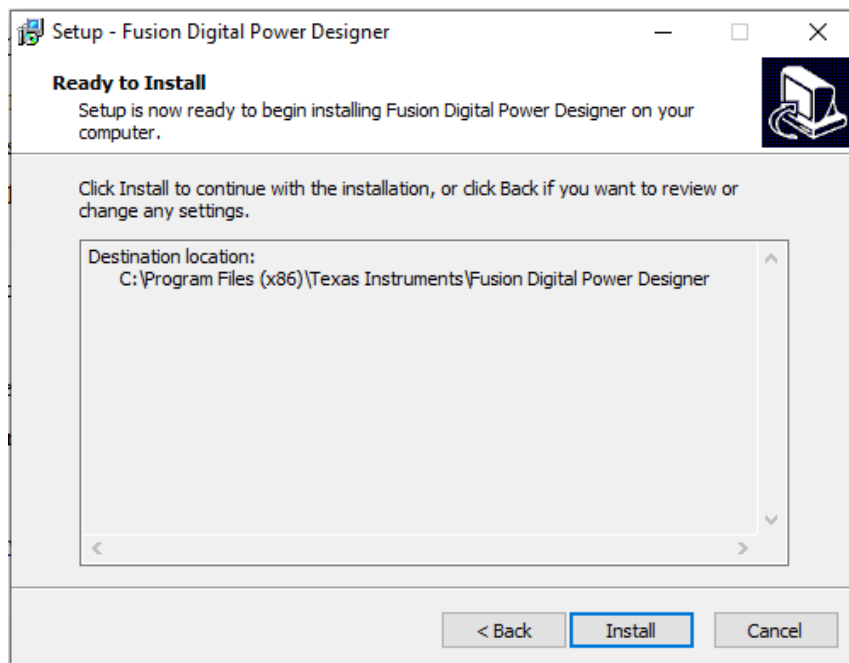 Setup - Fusion Digital Power Designer
Ready to Install
Setup is now ready to begin installing Fusion Digital Power Designer on your
computer.
Click Install to continue with the installation, or click Back if you want to review or
change any settings.
Destination location:
C:\Program Files (x86)\Texas Instruments\Fusion Digital Power Designer
< Back
Install
Cancel